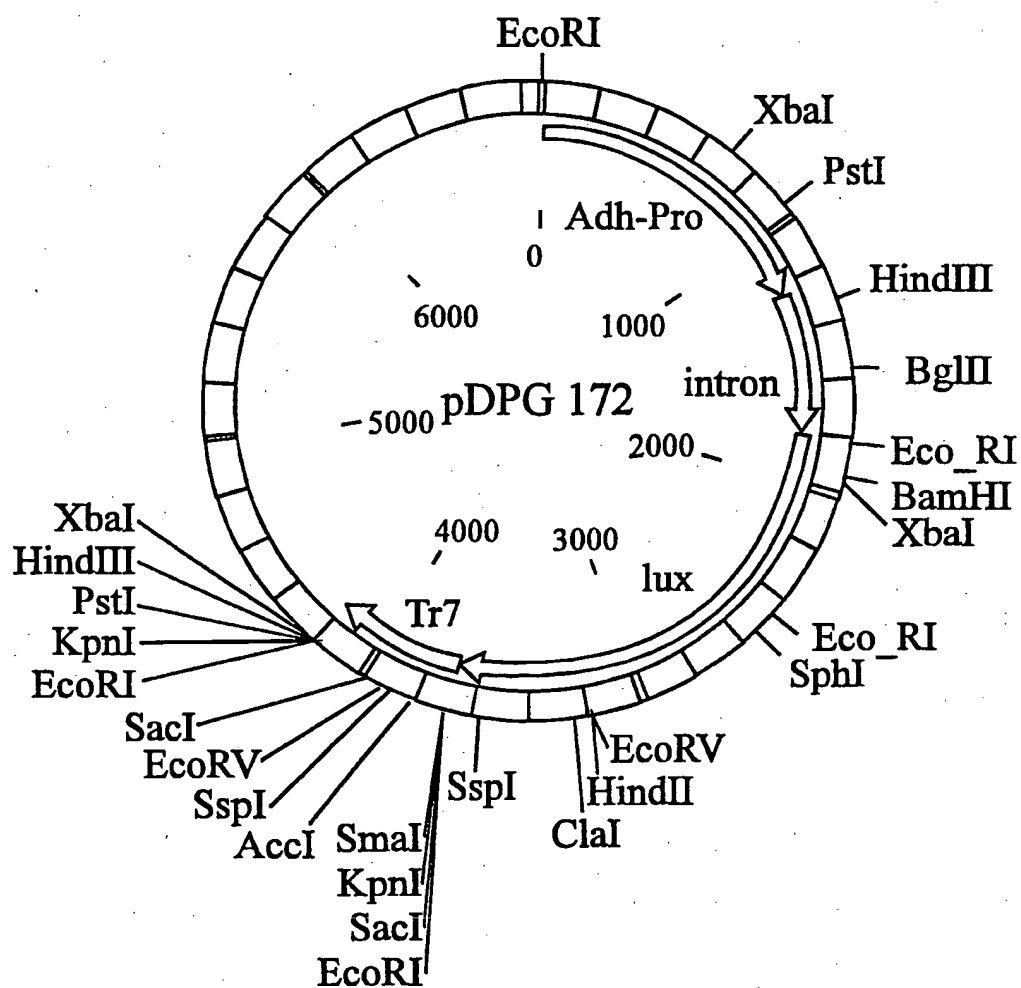 EcoRI
XbaI
PstI
Adh-Pro
0
HindIII
6000
1000
BglII
intron
pDPG 172
5000
Eco_RI
2000
BamHI
XbaI
XbaI
4000
3000
HindIII
lux
PstI
Tr7
KpnI
Eco_RI
EcoRI
SphI
SacI
EcoRV
EcoRV
SspI
HindII
SspI
ClaI
AccI
SmaI
KpnI
SacI
EcoRI